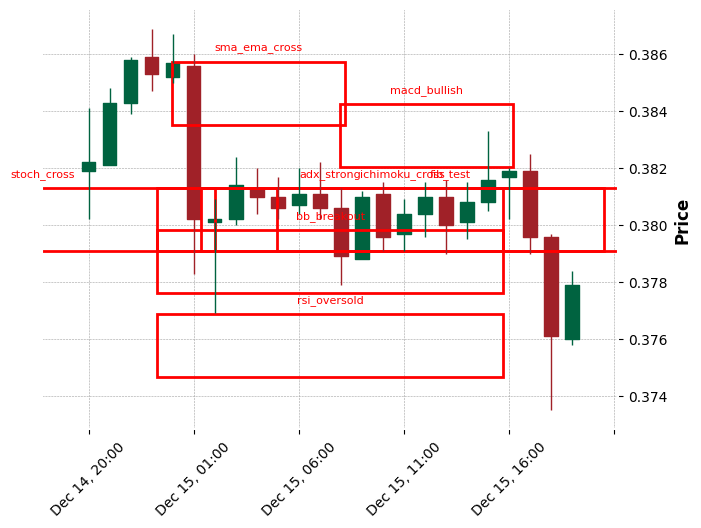 sma_ema_cross
0.386
macd_bullish
0.384
stoch_cross
adx_strong
ichimoku_cross
fib_test
0.382
bb_breakout
0.380
Price
0.378
rsi_oversold
0.376
0.374
Dec 14, 20:00
Dec 15, 01:00
Dec 15, 06:00
Dec 15, 11:00
Dec 15, 16:00